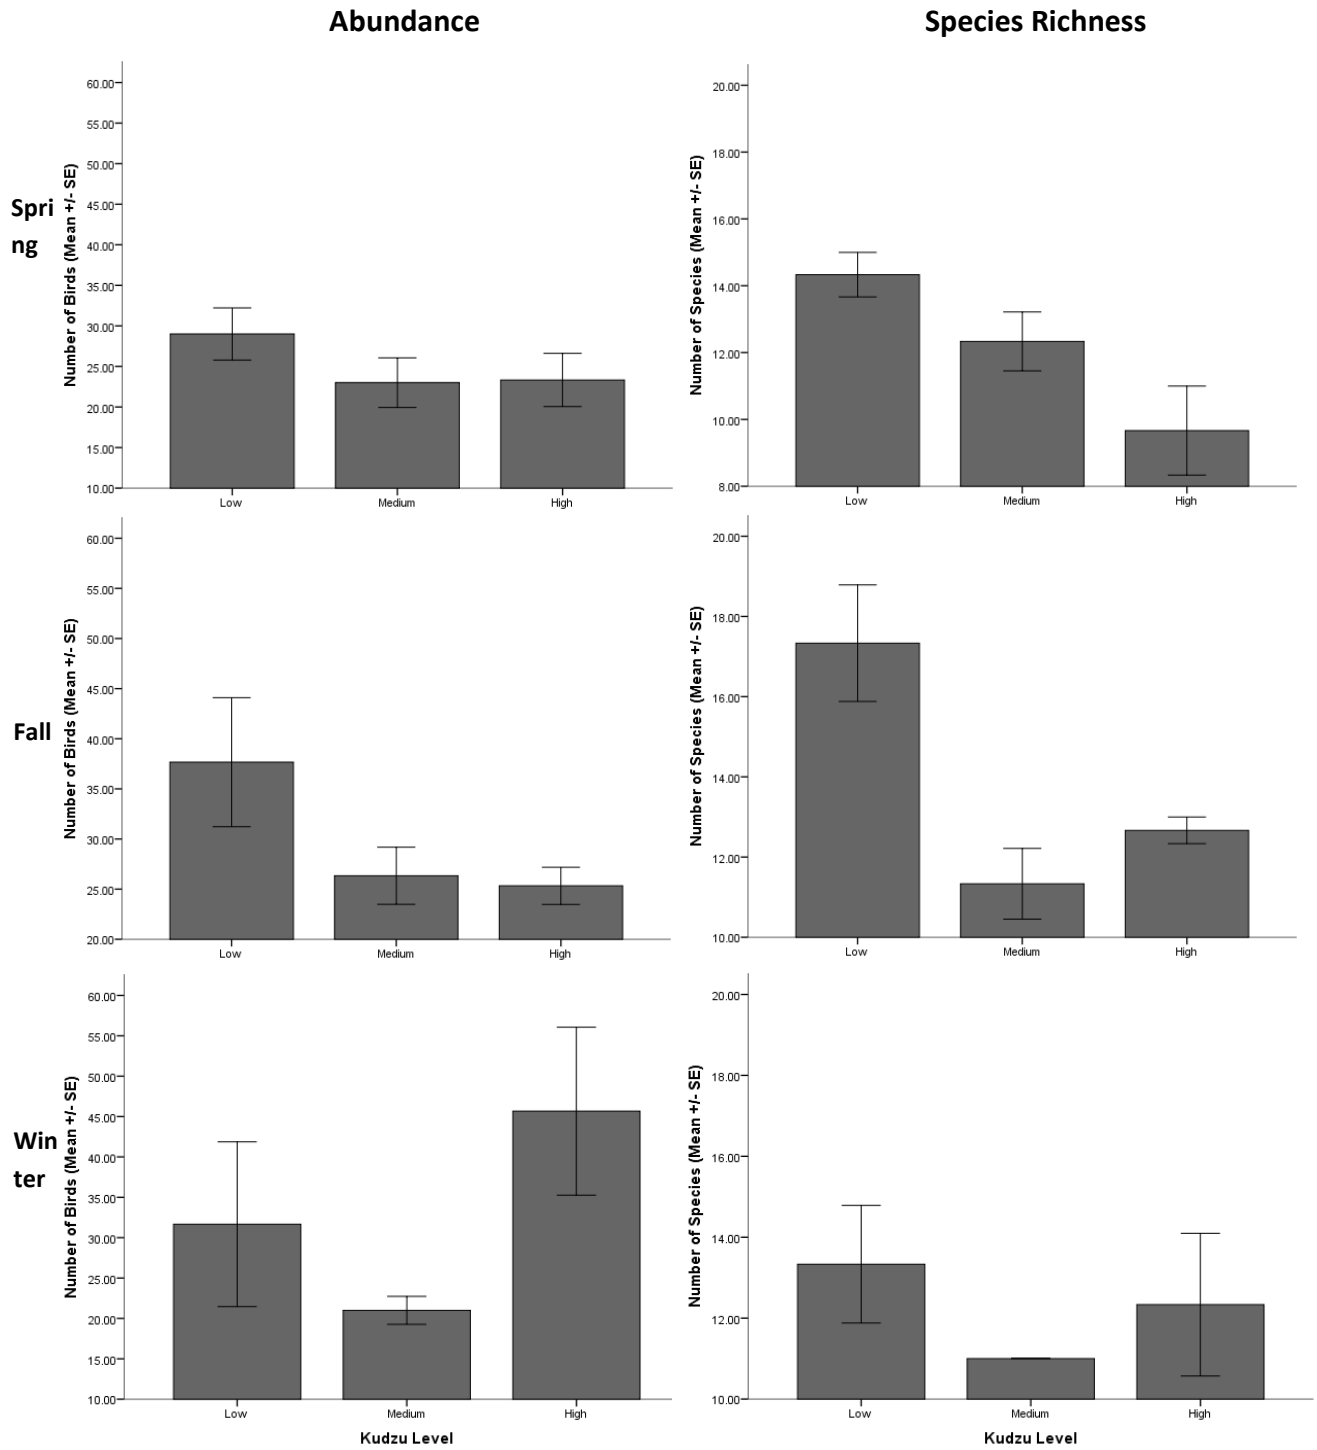 Abundance
Species Richness
Spri
ng
Number of Birds (Mean +/- SE)
60.00
55.00
50.00
45.00
40.00
35.00
30.00
25.00
20.00
15.00
10.00
Low Medium High
Number of Species (Mean +/- SE)
20.00
18.00
16.00
14.00
12.00
10.00
8.00
Low Medium High
Fall
Number of Birds (Mean +/- SE)
60.00
55.00
50.00
45.00
40.00
35.00
30.00
25.00
20.00
Low Medium High
Number of Species (Mean +/- SE)
20.00
18.00
16.00
14.00
12.00
10.00
Low Medium High
Win
ter
Number of Birds (Mean +/- SE)
60.00
55.00
50.00
45.00
40.00
35.00
30.00
25.00
20.00
15.00
10.00
Low Medium High
Kudzu Level
Number of Species (Mean +/- SE)
20.00
18.00
16.00
14.00
12.00
10.00
Low Medium High
Kudzu Level